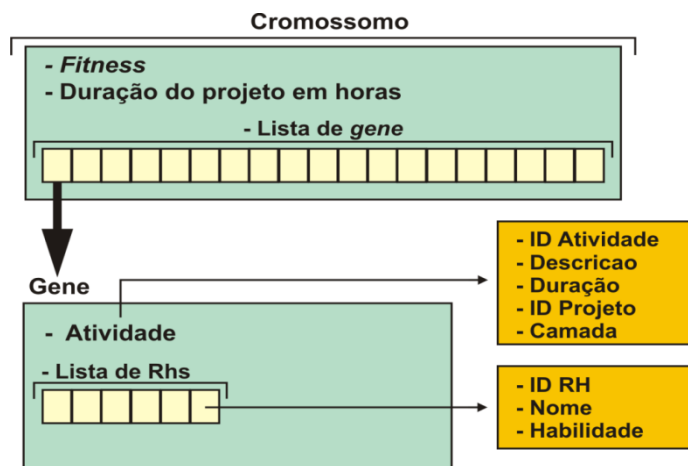 Cromossomo
- Fitness
- Duração do projeto em horas
- Lista de gene
Gene
- Atividade
- Lista de Rhs
- ID Atividade
- Descricao
- Duração
- ID Projeto
- Camada
- ID RH
- Nome
- Habilidade